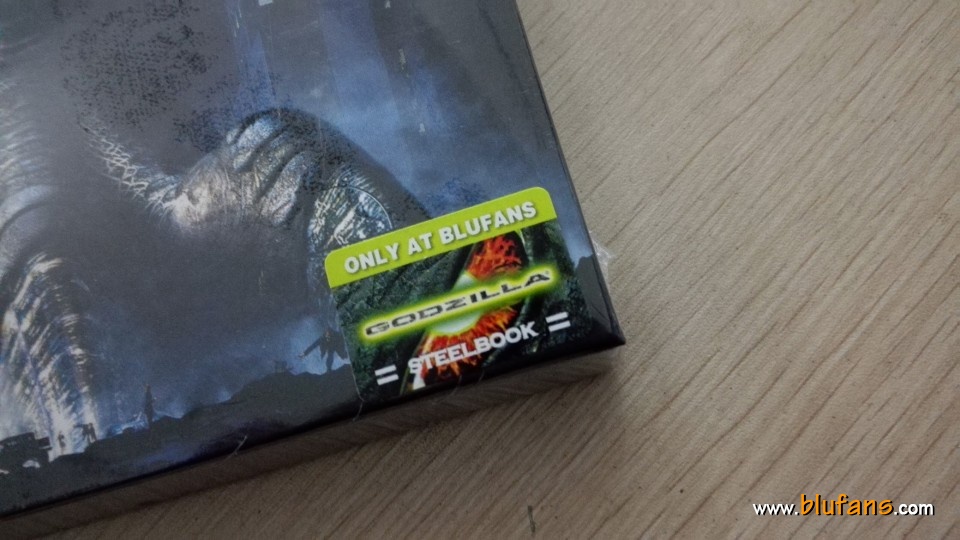 ONLY AT BLUFANS
GODZILLA
= STEELBOOK =
www.blufans.com